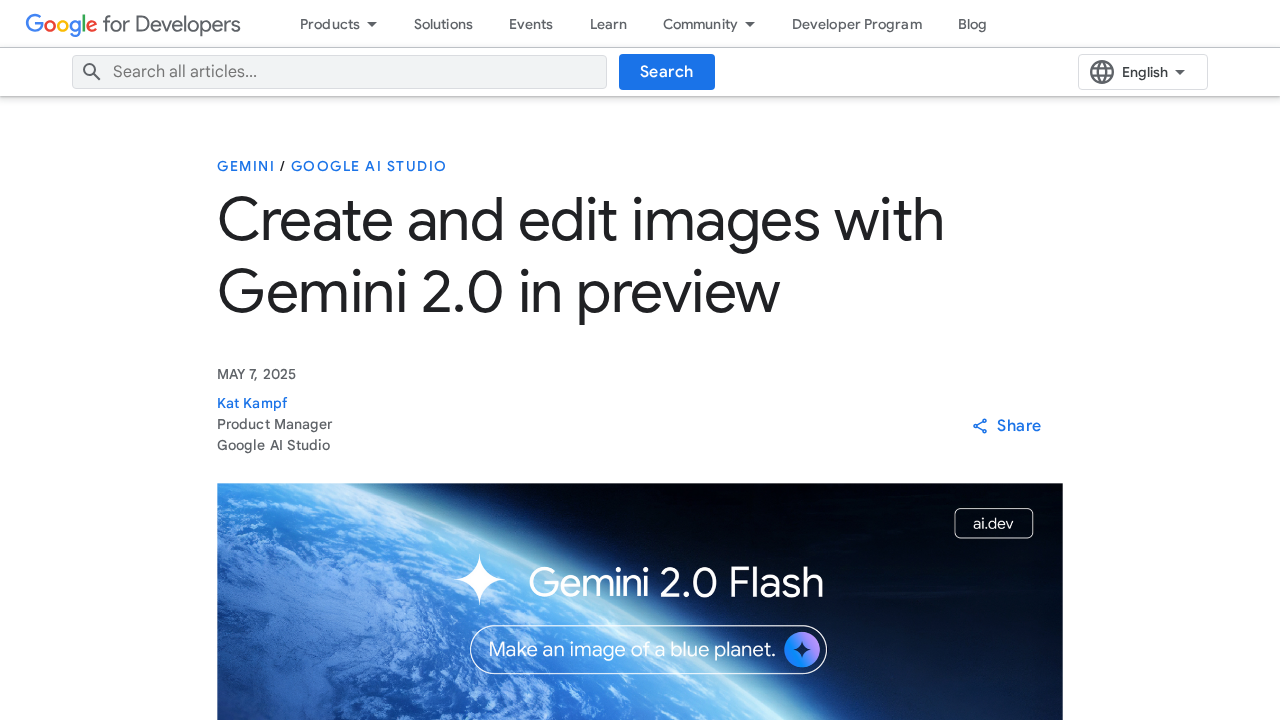 Google for Developers
Products
Solutions
Events
Learn
Community
Developer Program
Blog
Search all articles...
Search
English
GEMINI / GOOGLE AI STUDIO
Create and edit images with
Gemini 2.0 in preview
MAY 7, 2025
Kat Kampf
Product Manager
Google AI Studio
Share
ai.dev
Gemini 2.0 Flash
Make an image of a blue planet.